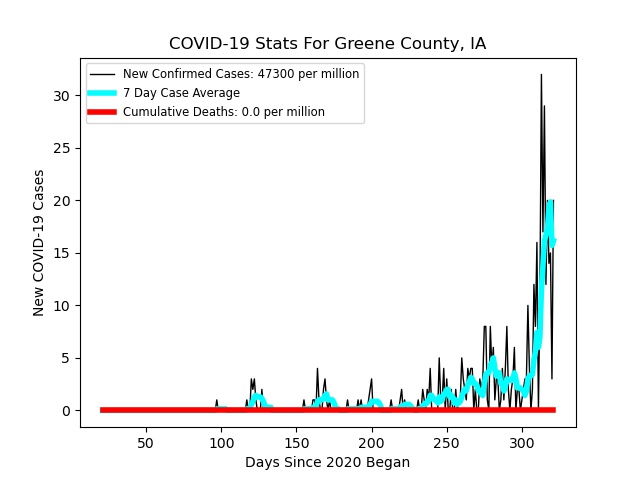 COVID-19 Stats For Greene County, IA
New Confirmed Cases: 47300 per million
7 Day Case Average
Cumulative Deaths: 0.0 per million
New COVID-19 Cases
30
25
20
15
10
5
0
50 100 150 200 250 300
Days Since 2020 Began